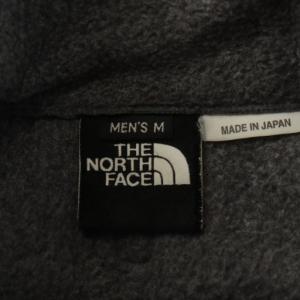 MEN'S M
THE
NORTH
FACE
MADE IN JAPAN